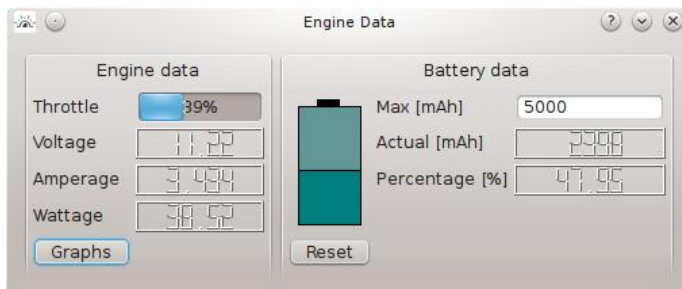 Engine Data
Engine data
Throttle 39%
Voltage 11.22
Amperage 3.434
Wattage 38.52
Graphs
Battery data
Max [mAh] 5000
Actual [mAh] 2398
Percentage [%] 47.95
Reset